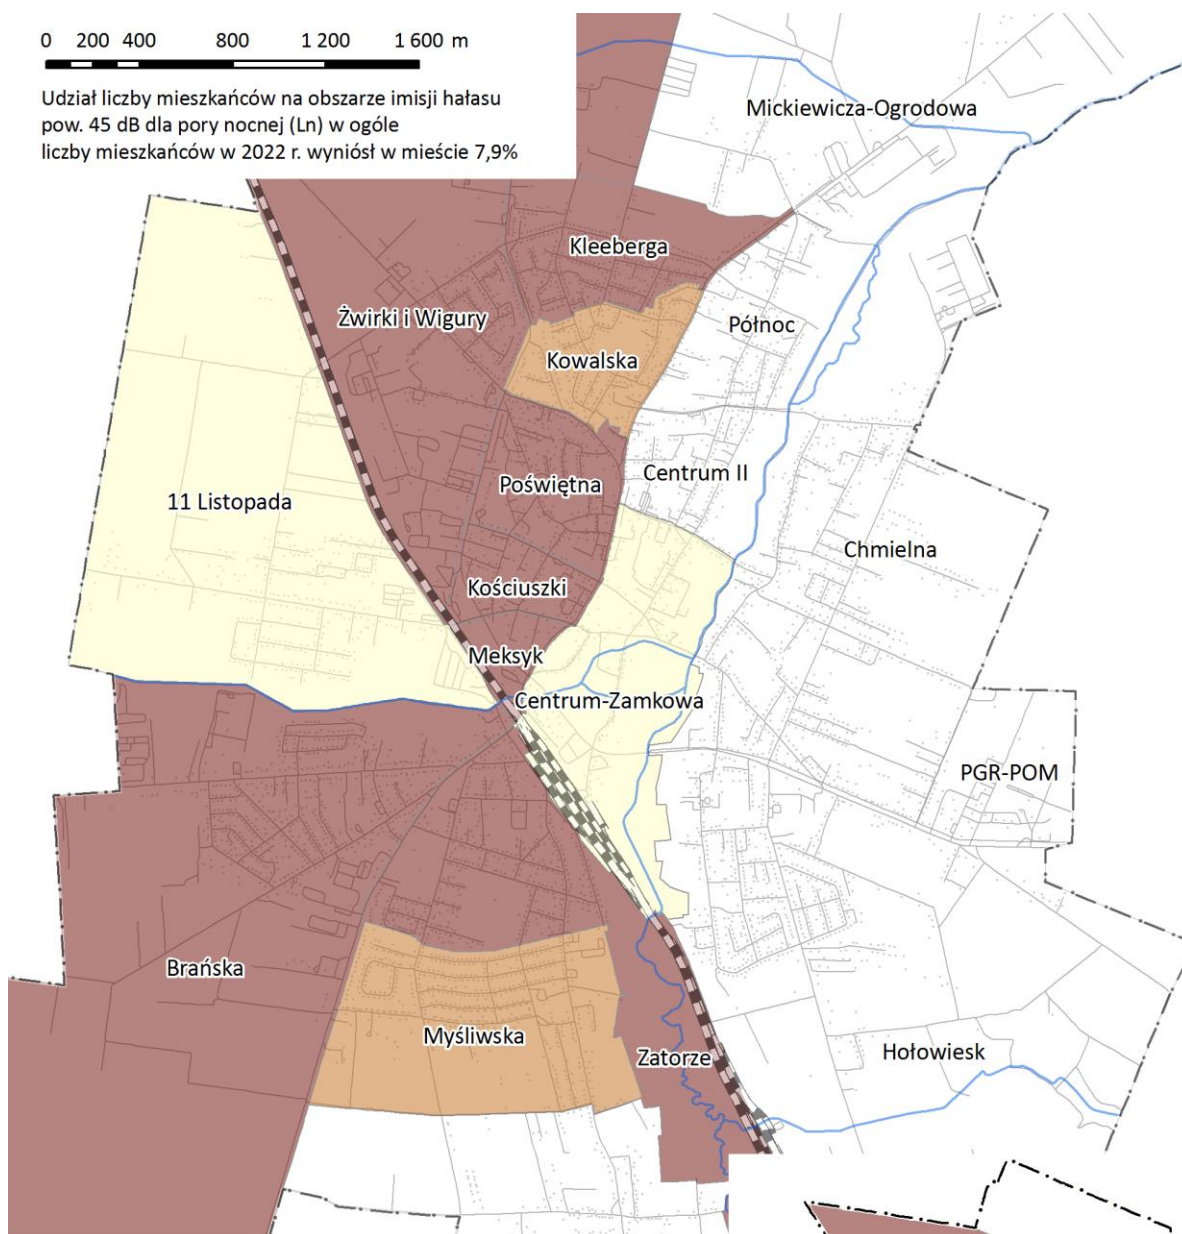 0 200 400 800 1 200 1 600 m
Udział liczby mieszkańców na obszarze imisji hałasu
pow. 45 dB dla pory nocnej (Ln) w ogóle
liczby mieszkańców w 2022 r. wyniósł w mieście 7,9%
Mickiewicza-Ogrodowa
Kleeberga
Żwirki i Wigury
Północ
Kowalska
Centrum II
Poświętna
11 Listopada
Chmielna
Kościuszki
Meksyk
Centrum-Zamkowa
PGR-POM
Brańska
Myśliwska
Zatorze
Hołowiesk